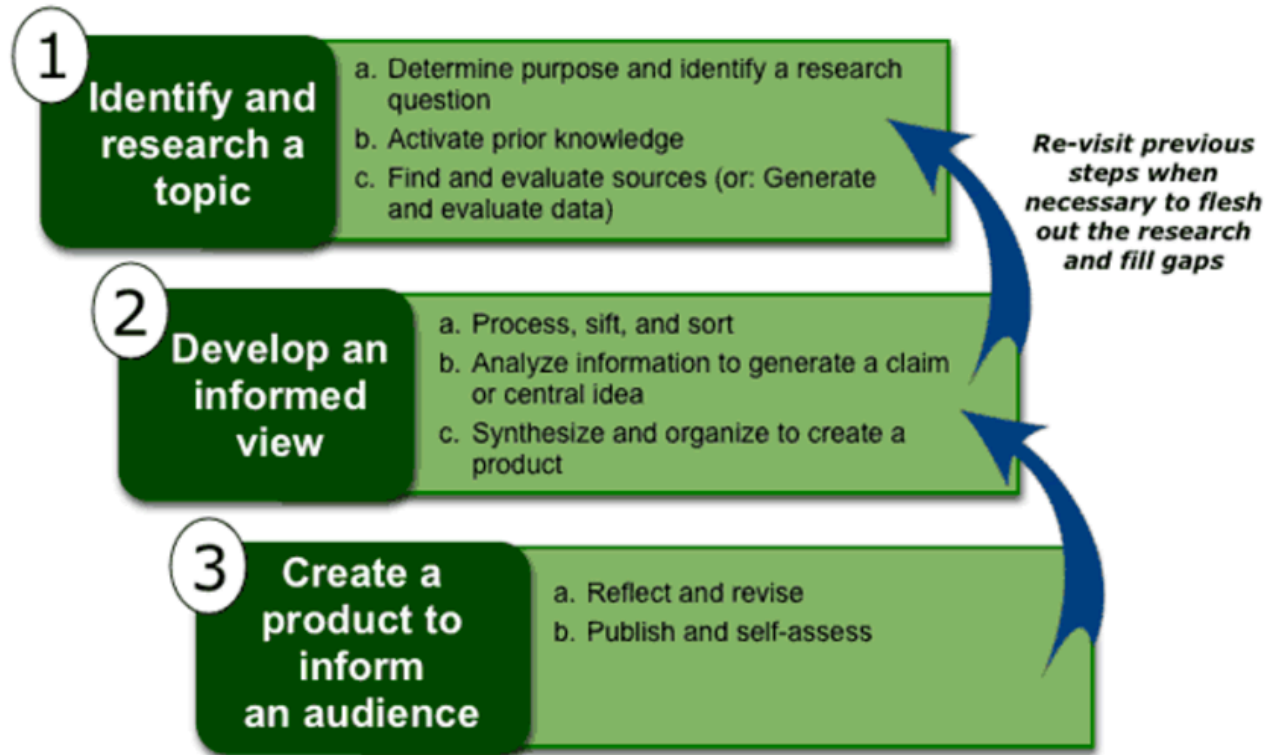 1
Identify and
research a
topic
a. Determine purpose and identify a research
question
b. Activate prior knowledge
c. Find and evaluate sources (or: Generate
and evaluate data)
Re-visit previous
steps when
necessary to flesh
out the research
and fill gaps
2
Develop an
informed
view
a. Process, sift, and sort
b. Analyze information to generate a claim
or central idea
c. Synthesize and organize to create a
product
3
Create a
product to
inform
an audience
a. Reflect and revise
b. Publish and self-assess